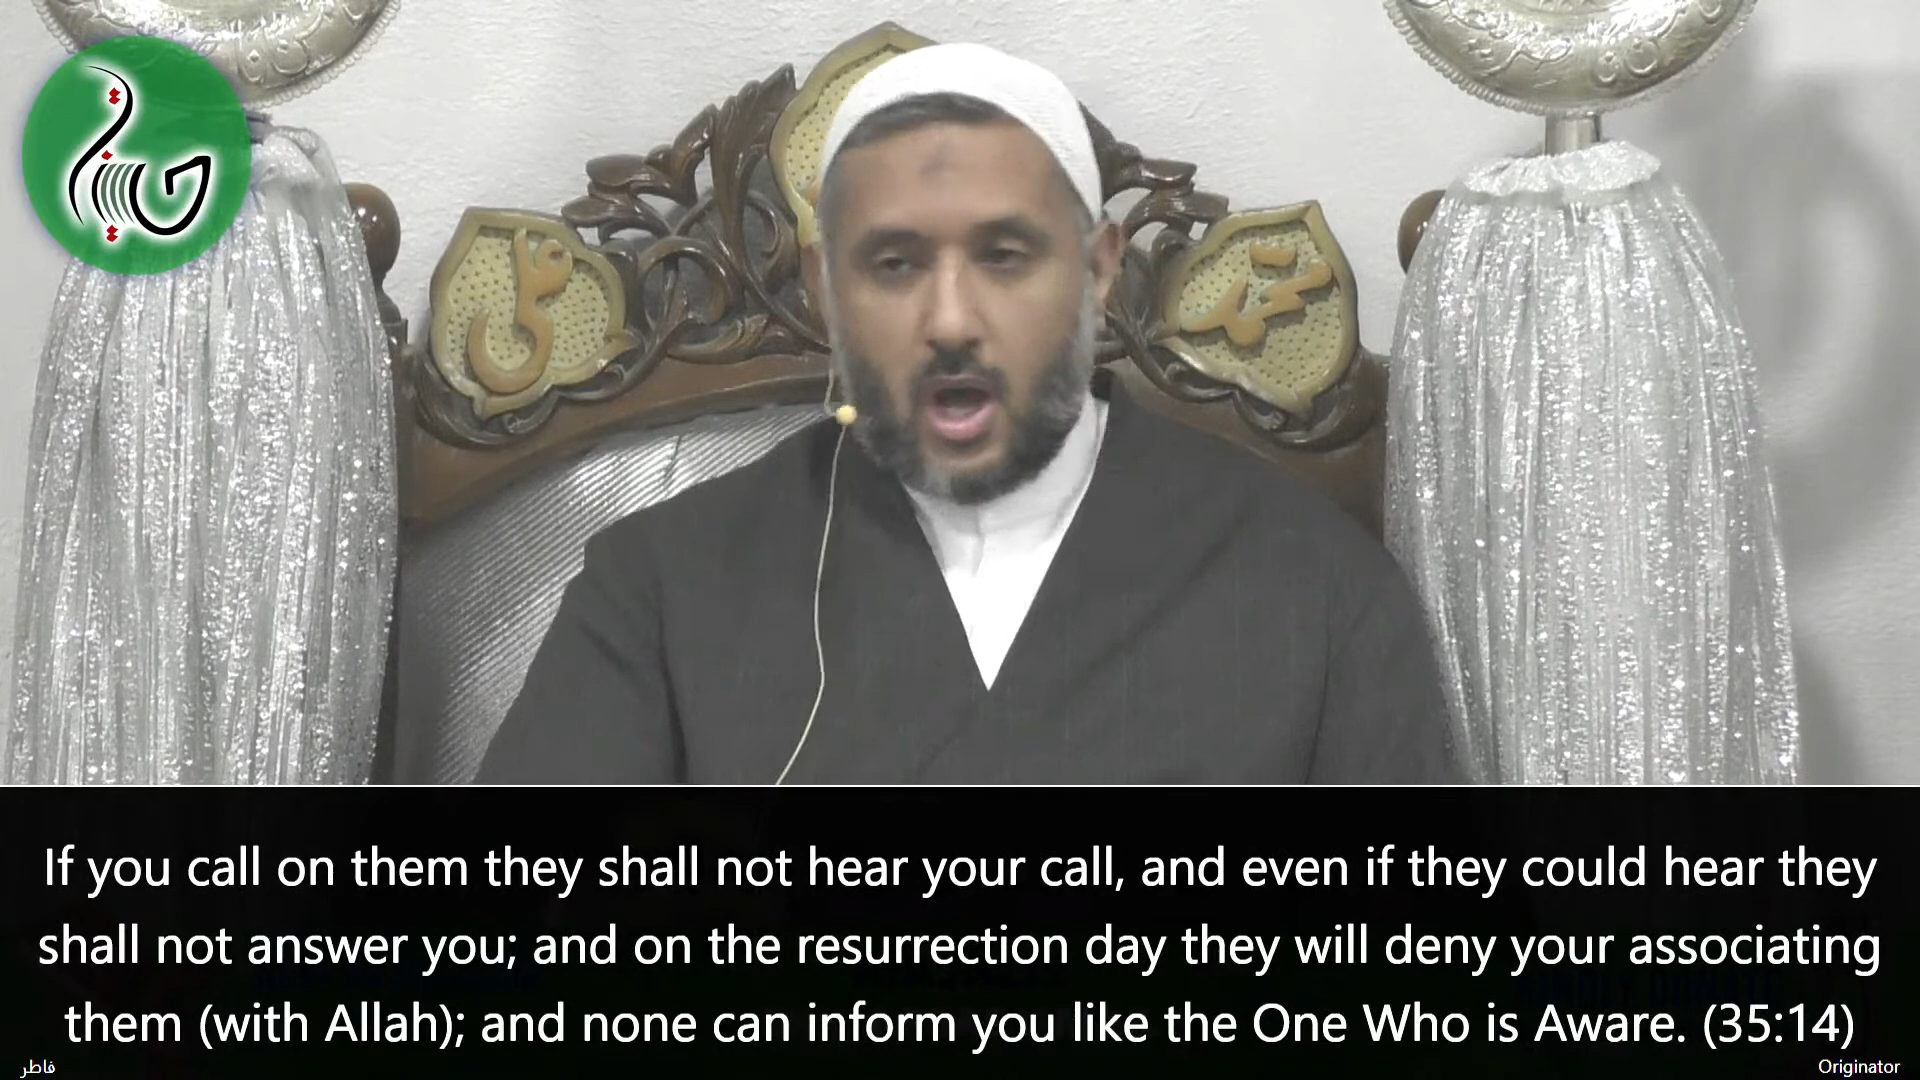 علي
محمد
If you call on them they shall not hear your call, and even if they could hear they
shall not answer you; and on the resurrection day they will deny your associating
them (with Allah); and none can inform you like the One Who is Aware. (35:14)
فاطر
Originator